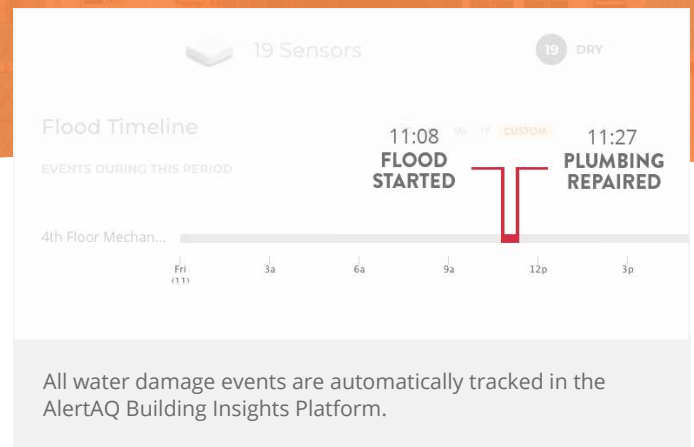 19 Sensors
19 DRY
Flood Timeline
1Y CUSTOM
EVENTS DURING THIS PERIOD
11:08
FLOOD
STARTED
11:27
PLUMBING
REPAIRED
4th Floor Mechan...
Fri
(11)
3a
6a
9a
12p
3p
All water damage events are automatically tracked in the
AlertAQ Building Insights Platform.